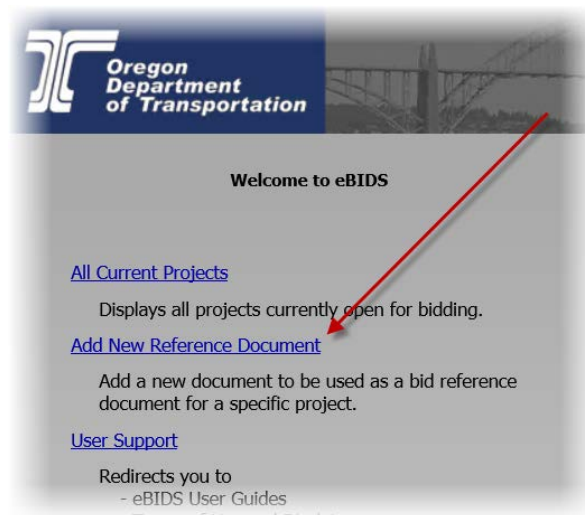 Oregon
Department
of Transportation
Welcome to eBIDS
All Current Projects
Displays all projects currently open for bidding.
Add New Reference Document
Add a new document to be used as a bid reference
document for a specific project.
User Support
Redirects you to
- eBIDS User Guides